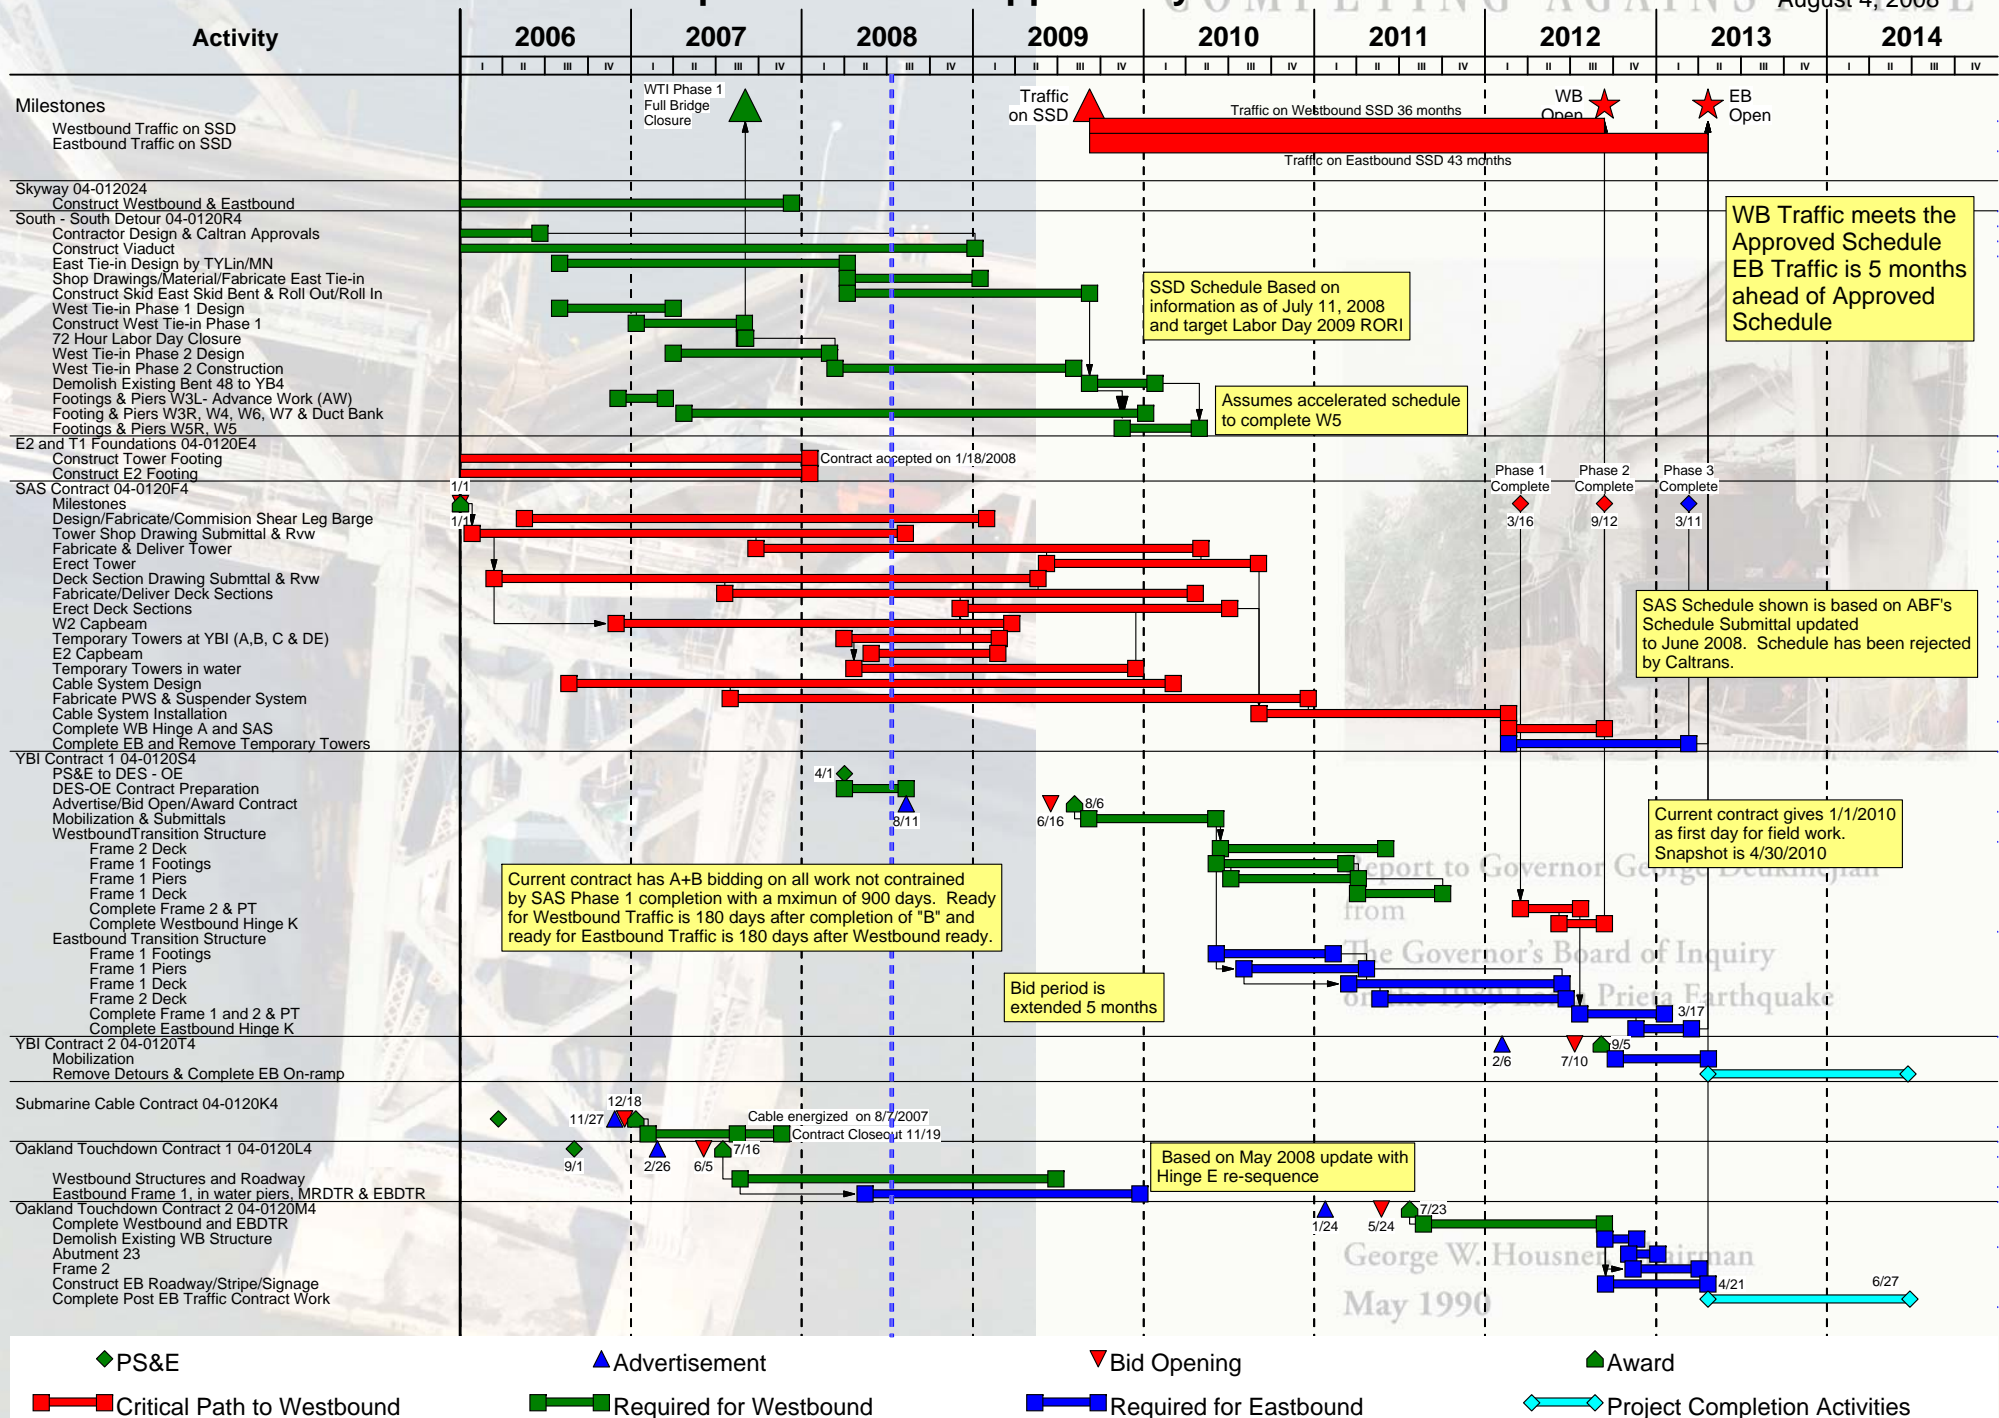 COMPETING AGAINST TIME
August 4, 2008
Activity
2006 2007 2008 2009 2010 2011 2012 2013 2014
I II III IV I II III IV I II III IV I II III IV I II III IV I II III IV I II III IV I II III IV I II III IV
Milestones
Westbound Traffic on SSD
Eastbound Traffic on SSD
WTI Phase 1
Full Bridge
Closure
Traffic
on SSD
Traffic on Westbound SSD 36 months
Traffic on Eastbound SSD 43 months
WB
Open
EB
Open
Skyway 04-012024
Construct Westbound & Eastbound
South - South Detour 04-0120R4
Contractor Design & Caltran Approvals
Construct Viaduct
East Tie-in Design by TYLin/MN
Shop Drawings/Material/Fabricate East Tie-in
Construct Skid East Skid Bent & Roll Out/Roll In
West Tie-in Phase 1 Design
Construct West Tie-in Phase 1
72 Hour Labor Day Closure
West Tie-in Phase 2 Design
West Tie-in Phase 2 Construction
Demolish Existing Bent 48 to YB4
Footings & Piers W3L- Advance Work (AW)
Footing & Piers W3R, W4, W6, W7 & Duct Bank
Footings & Piers W5R, W5
SSD Schedule Based on
information as of July 11, 2008
and target Labor Day 2009 RORI
WB Traffic meets the
Approved Schedule
EB Traffic is 5 months
ahead of Approved
Schedule
Assumes accelerated schedule
to complete W5
E2 and T1 Foundations 04-0120E4
Construct Tower Footing
Construct E2 Footing
Contract accepted on 1/18/2008
SAS Contract 04-0120F4
Milestones
Design/Fabricate/Commision Shear Leg Barge
Tower Shop Drawing Submittal & Rvw
Fabricate & Deliver Tower
Erect Tower
Deck Section Drawing Submttal & Rvw
Fabricate/Deliver Deck Sections
Erect Deck Sections
W2 Capbeam
Temporary Towers at YBI (A,B, C & DE)
E2 Capbeam
Temporary Towers in water
Cable System Design
Fabricate PWS & Suspender System
Cable System Installation
Complete WB Hinge A and SAS
Complete EB and Remove Temporary Towers
1/1
1/1
Phase 1
Complete
3/16
Phase 2
Complete
9/12
Phase 3
Complete
3/11
SAS Schedule shown is based on ABF's
Schedule Submittal updated
to June 2008. Schedule has been rejected
by Caltrans.
YBI Contract 1 04-0120S4
PS&E to DES - OE
DES-OE Contract Preparation
Advertise/Bid Open/Award Contract
Mobilization & Submittals
WestboundTransition Structure
Frame 2 Deck
Frame 1 Footings
Frame 1 Piers
Frame 1 Deck
Complete Frame 2 & PT
Complete Westbound Hinge K
Eastbound Transition Structure
Frame 1 Footings
Frame 1 Piers
Frame 1 Deck
Frame 2 Deck
Complete Frame 1 and 2 & PT
Complete Eastbound Hinge K
4/1
8/11
6/16
8/6
3/17
Current contract gives 1/1/2010
as first day for field work.
Snapshot is 4/30/2010
Current contract has A+B bidding on all work not contrained
by SAS Phase 1 completion with a mximun of 900 days. Ready
for Westbound Traffic is 180 days after completion of "B" and
ready for Eastbound Traffic is 180 days after Westbound ready.
Bid period is
extended 5 months
Report to Governor George Deukmejian
from
The Governor's Board of Inquiry
on the 1989 Loma Prieta Earthquake
YBI Contract 2 04-0120T4
Mobilization
Remove Detours & Complete EB On-ramp
2/6
7/10
9/5
Submarine Cable Contract 04-0120K4
11/27
12/18
Cable energized on 8/7/2007
Contract Closeout 11/19
Oakland Touchdown Contract 1 04-0120L4
Westbound Structures and Roadway
Eastbound Frame 1, in water piers, MRDTR & EBDTR
9/1
2/26
6/5
7/16
Based on May 2008 update with
Hinge E re-sequence
Oakland Touchdown Contract 2 04-0120M4
Complete Westbound and EBDTR
Demolish Existing WB Structure
Abutment 23
Frame 2
Construct EB Roadway/Stripe/Signage
Complete Post EB Traffic Contract Work
1/24
5/24
7/23
4/21
6/27
George W. Housner, Chairman
May 1990
PS&E
Advertisement
Bid Opening
Award
Critical Path to Westbound
Required for Westbound
Required for Eastbound
Project Completion Activities